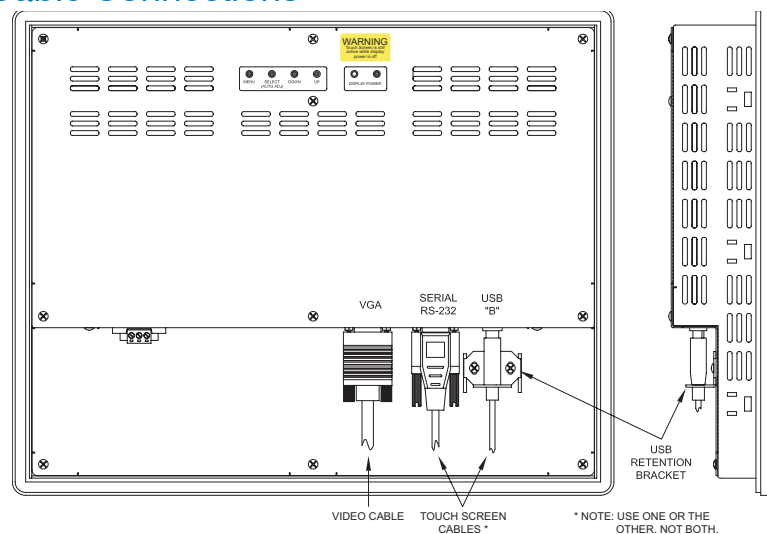 Cable Connections
WARNING
Touch Screen is still
active while display
power is off
MENU
SELECT
(AUTO ADJ)
DOWN
UP
DISPLAY POWER
VGA
SERIAL
RS-232
USB
"B"
USB
RETENTION
BRACKET
VIDEO CABLE
TOUCH SCREEN
CABLES *
* NOTE: USE ONE OR THE
OTHER, NOT BOTH.